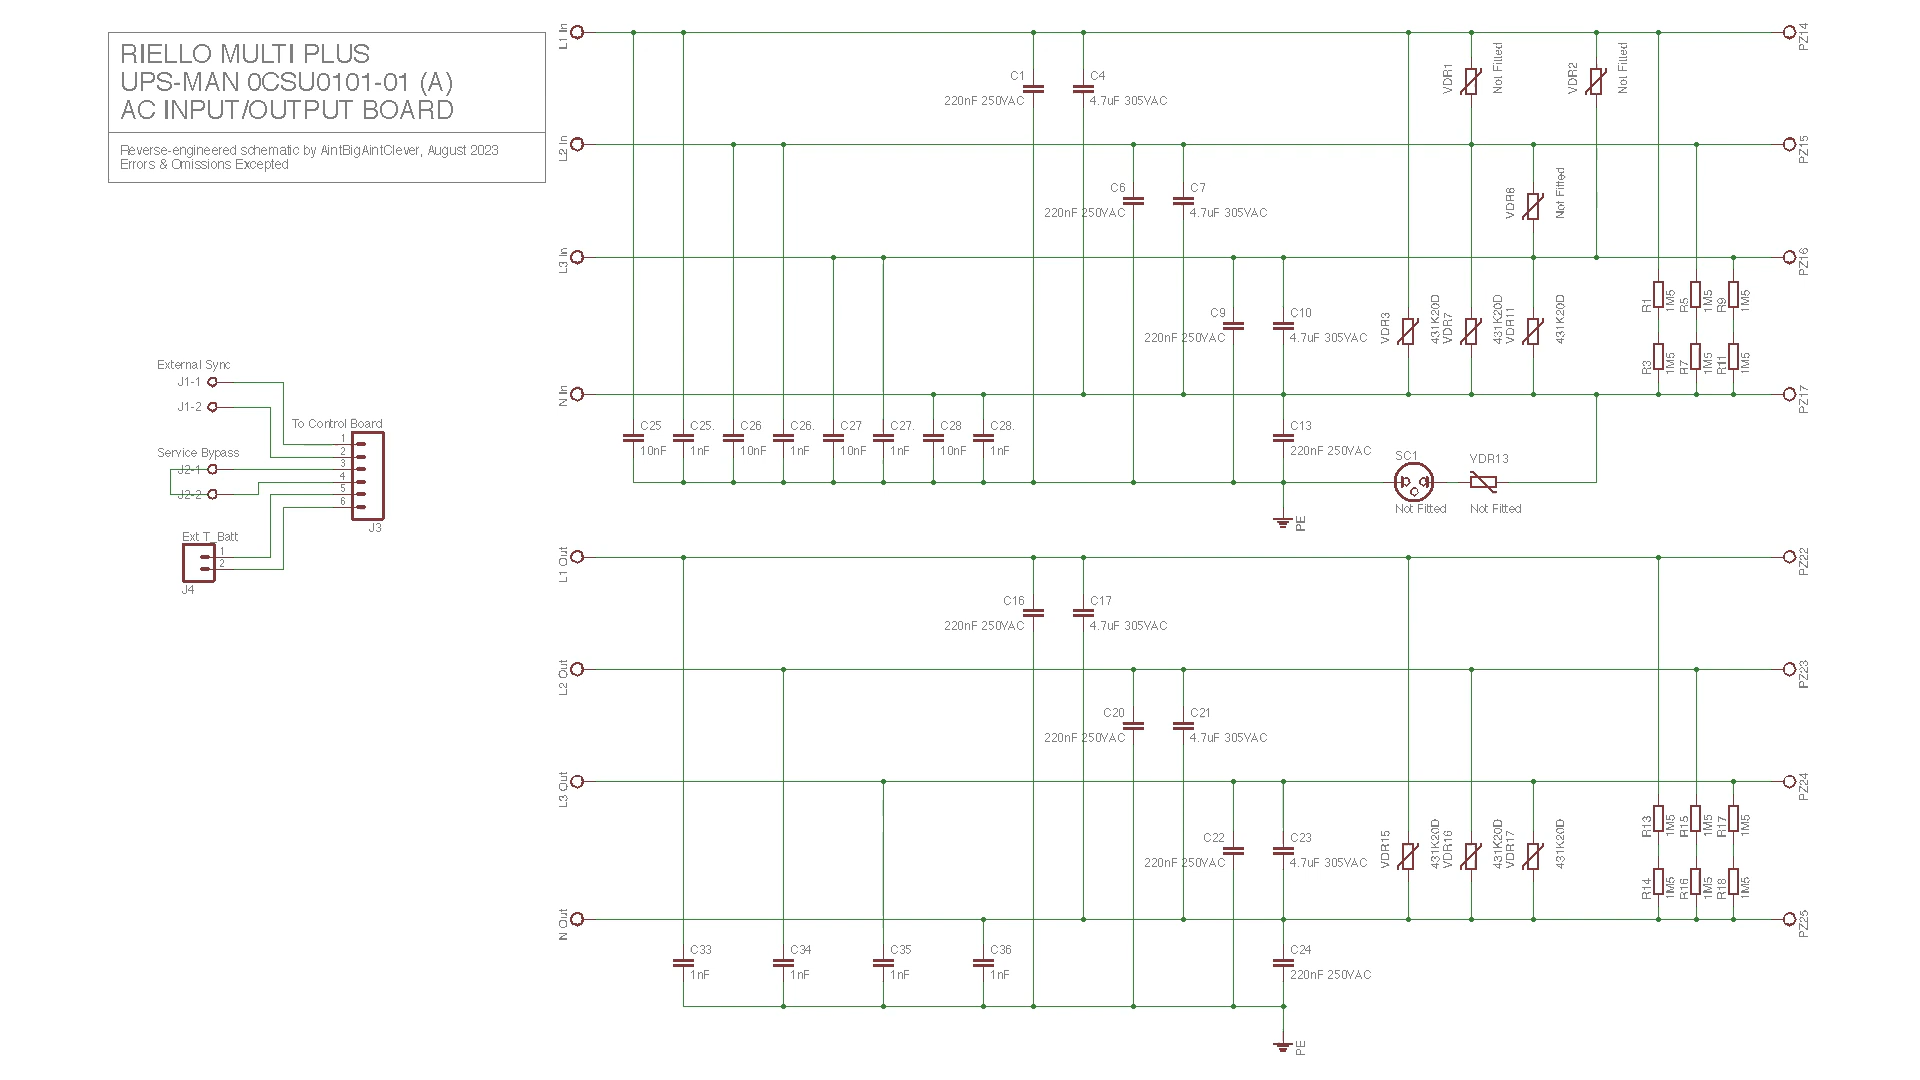 RIELLO MULTI PLUS
UPS-MAN 0CSU0101-01 (A)
AC INPUT/OUTPUT BOARD
Reverse-engineered schematic by AintBigAintClever, August 2023
Errors & Omissions Excepted
External Sync
J1-1
J1-2
To Control Board
1
2
3
4
5
6
J3
Service Bypass
J2-1
J2-2
Ext T_Batt
1
2
J4
L1 In
PZ14
C1
220nF 250VAC
C4
4.7uF 305VAC
VDR1
Not Fitted
VDR2
Not Fitted
L2 In
PZ15
C6
220nF 250VAC
C7
4.7uF 305VAC
VDR6
Not Fitted
L3 In
PZ16
C9
220nF 250VAC
C10
4.7uF 305VAC
VDR3
431K20D
VDR7
431K20D
VDR11
431K20D
R1
1M5
R5
1M5
R9
1M5
R3
1M5
R7
1M5
R11
1M5
N In
PZ17
C25
10nF
C25.
1nF
C26
10nF
C26.
1nF
C27
10nF
C27.
1nF
C28
10nF
C28.
1nF
C13
220nF 250VAC
SC1
Not Fitted
VDR13
Not Fitted
PE
L1 Out
PZ22
C16
220nF 250VAC
C17
4.7uF 305VAC
L2 Out
PZ23
C20
220nF 250VAC
C21
4.7uF 305VAC
L3 Out
PZ24
C22
220nF 250VAC
C23
4.7uF 305VAC
VDR15
431K20D
VDR16
431K20D
VDR17
431K20D
R13
1M5
R15
1M5
R17
1M5
R14
1M5
R16
1M5
R18
1M5
N Out
PZ25
C33
1nF
C34
1nF
C35
1nF
C36
1nF
C24
220nF 250VAC
PE